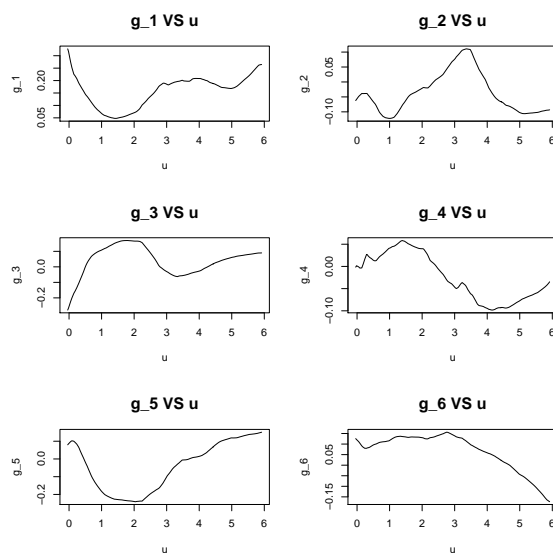 g_1 VS u
g_1
0.05 0.20
0 1 2 3 4 5 6
u
g_2 VS u
g_2
−0.10 0.05
0 1 2 3 4 5 6
u
g_3 VS u
g_3
−0.2 0.0
0 1 2 3 4 5 6
u
g_4 VS u
g_4
−0.10 0.00
0 1 2 3 4 5 6
u
g_5 VS u
g_5
−0.2 0.0
0 1 2 3 4 5 6
u
g_6 VS u
g_6
−0.15 0.05
0 1 2 3 4 5 6
u